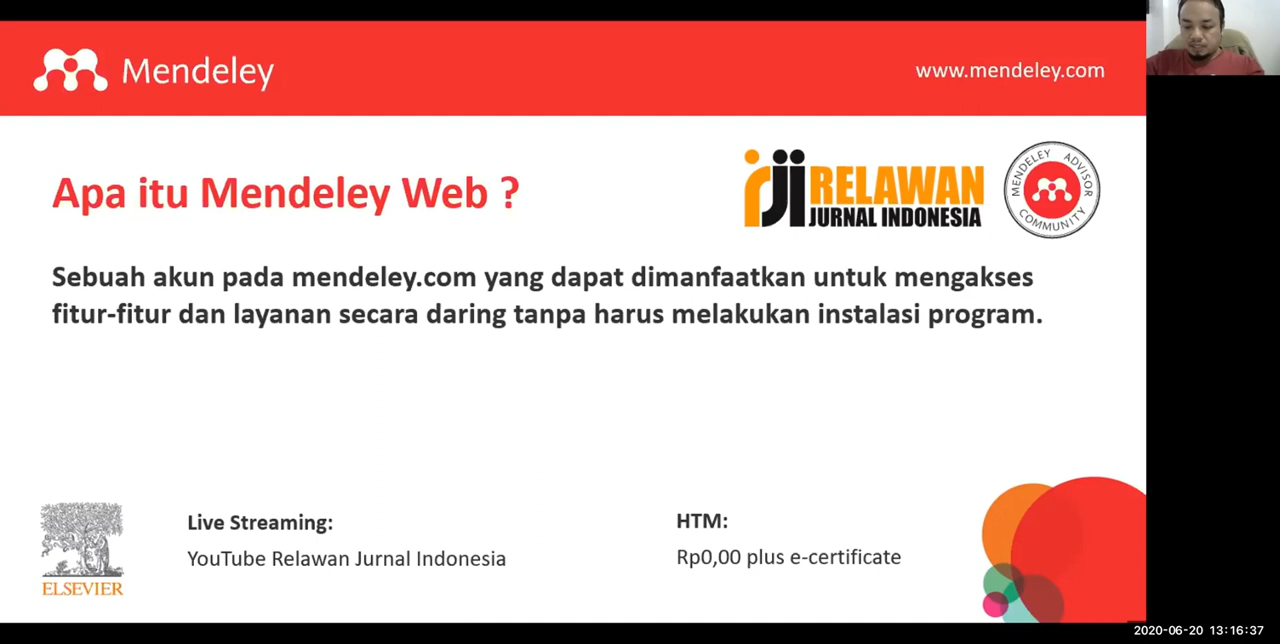 Mendeley
www.mendeley.com
Apa itu Mendeley Web ?
rji RELAWAN
JURNAL INDONESIA
MENDELEY ADVISOR
COMMUNITY
Sebuah akun pada mendeley.com yang dapat dimanfaatkan untuk mengakses
fitur-fitur dan layanan secara daring tanpa harus melakukan instalasi program.
ELSEVIER
Live Streaming:
YouTube Relawan Jurnal Indonesia
HTM:
Rp0,00 plus e-certificate
2020-06-20 13:16:37